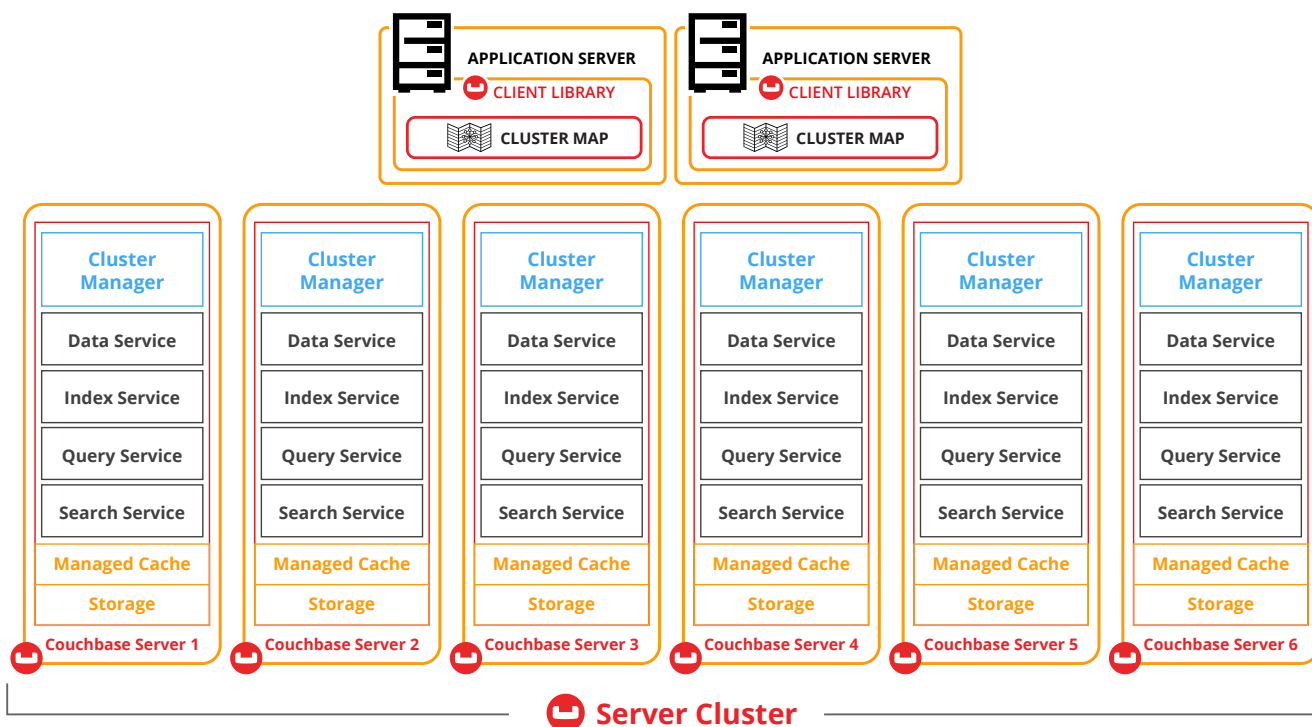 APPLICATION SERVER
CLIENT LIBRARY
CLUSTER MAP
APPLICATION SERVER
CLIENT LIBRARY
CLUSTER MAP
Cluster
Manager
Data Service
Index Service
Query Service
Search Service
Managed Cache
Storage
Couchbase Server 1
Cluster
Manager
Data Service
Index Service
Query Service
Search Service
Managed Cache
Storage
Couchbase Server 2
Cluster
Manager
Data Service
Index Service
Query Service
Search Service
Managed Cache
Storage
Couchbase Server 3
Cluster
Manager
Data Service
Index Service
Query Service
Search Service
Managed Cache
Storage
Couchbase Server 4
Cluster
Manager
Data Service
Index Service
Query Service
Search Service
Managed Cache
Storage
Couchbase Server 5
Cluster
Manager
Data Service
Index Service
Query Service
Search Service
Managed Cache
Storage
Couchbase Server 6
Server Cluster